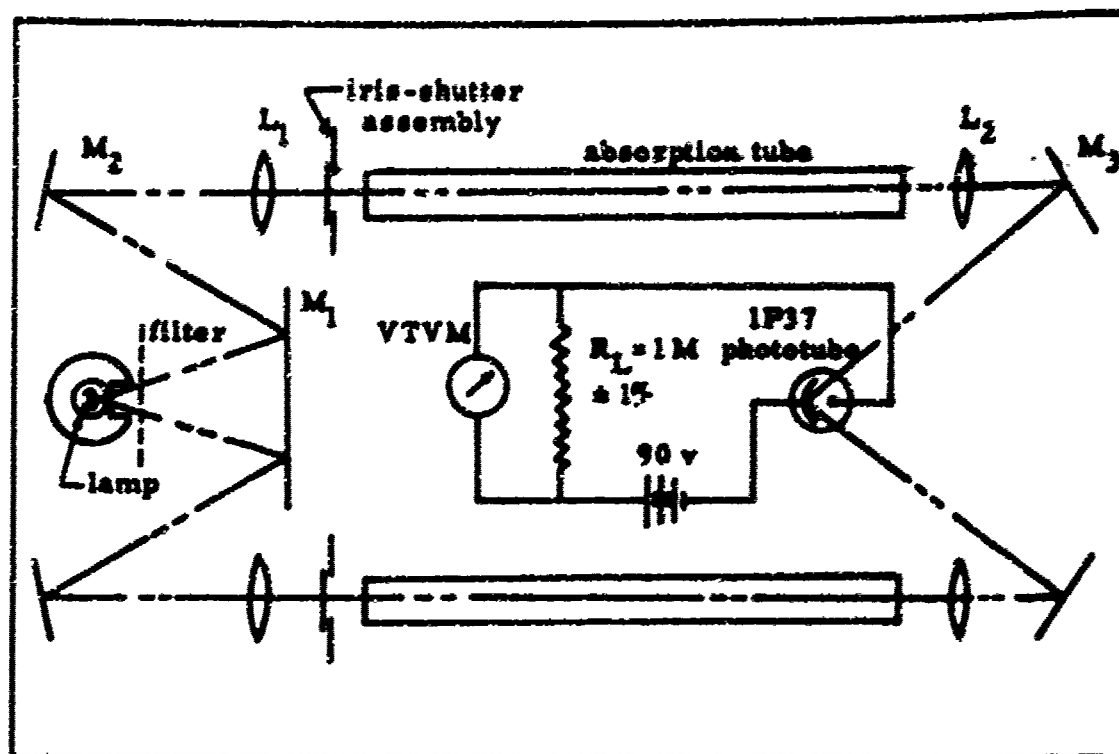 iris-shutter
assembly
L1
L2
M2
absorption tube
M3
M1
filter
VTVM
1P37
phototube
RL = 1 M
± 1%
lamp
90 v